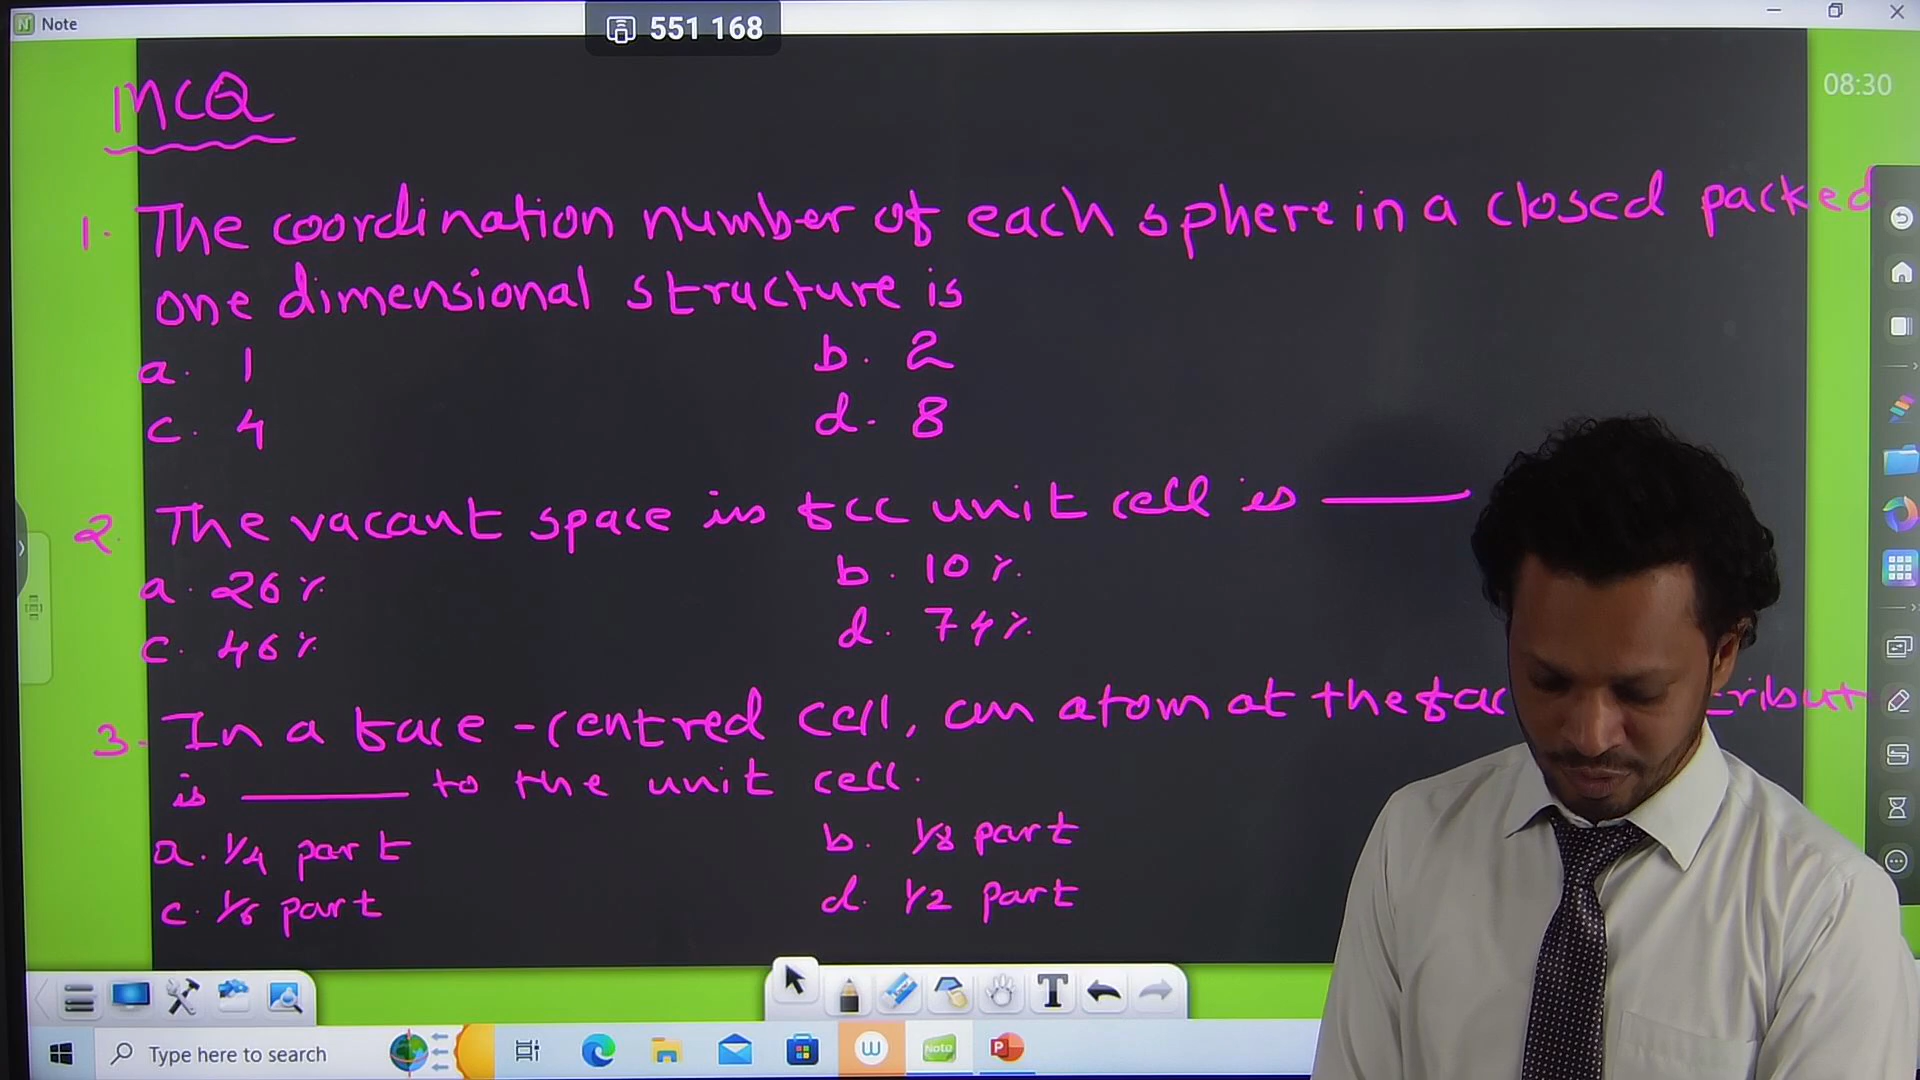 Note
551 168
08:30
MCQ
1. The coordination number of each sphere in a closed packed
one dimensional structure is
a. 1 b. 2
c. 4 d. 8
2. The vacant space in fcc unit cell is ———
a. 26% b. 10%
c. 46% d. 74%
3. In a face-centred cell, an atom at the
is ——— to the unit cell.
a. 1/4 part b. 1/8 part
c. 1/6 part d. 1/2 part
T
Type here to search
W
Note
P